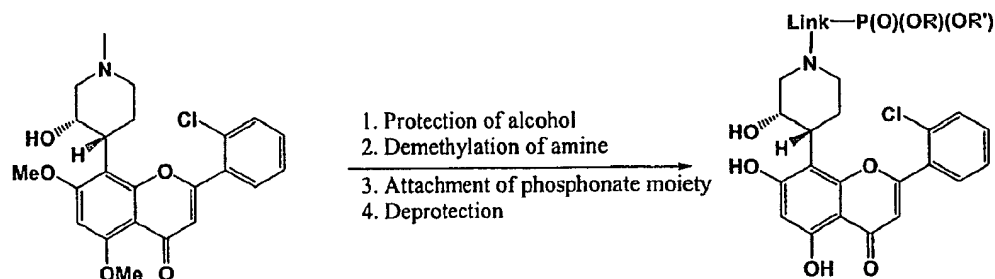 Link—P(O)(OR)(OR')
N
N
HO
H
Cl
MeO
O
O
OMe
1. Protection of alcohol
2. Demethylation of amine
3. Attachment of phosphonate moiety
4. Deprotection
HO
H
Cl
HO
O
OH
O